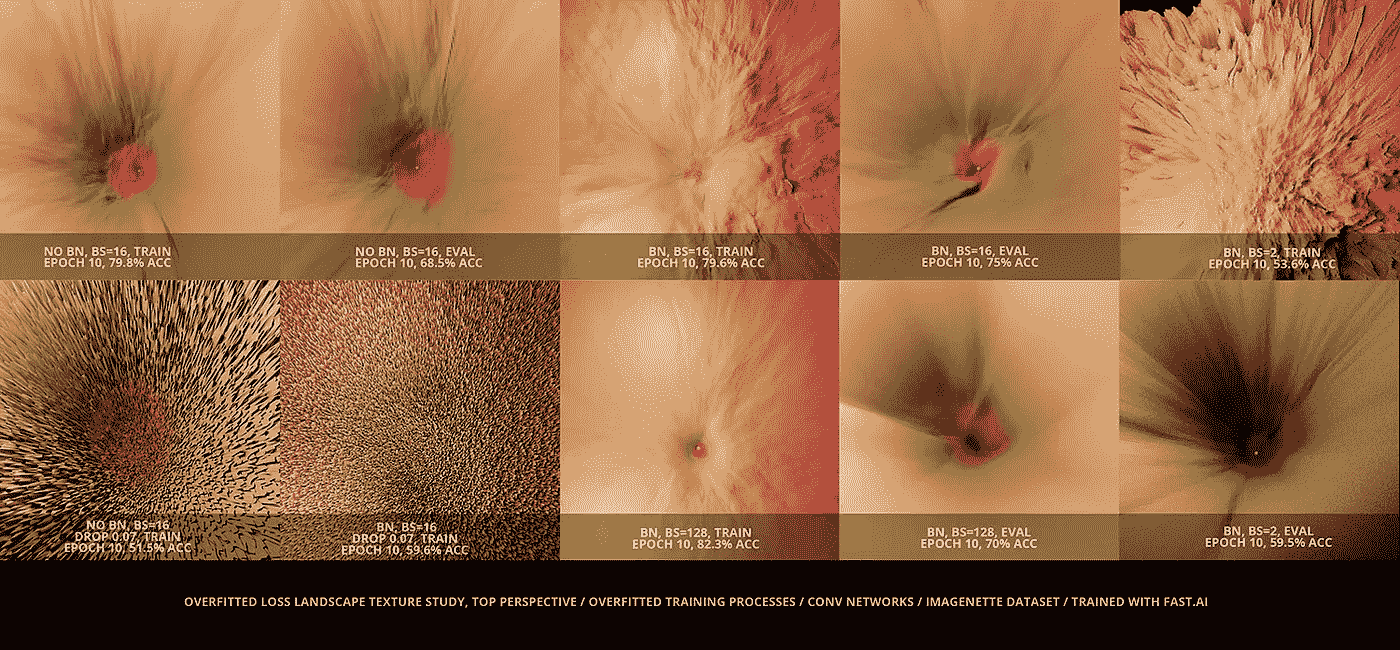 NO BN, BS=16, TRAIN
EPOCH 10, 79.8% ACC
NO BN, BS=16, EVAL
EPOCH 10, 68.5% ACC
BN, BS=16, TRAIN
EPOCH 10, 79.6% ACC
BN, BS=16, EVAL
EPOCH 10, 75% ACC
BN, BS=2, TRAIN
EPOCH 10, 53.6% ACC
NO BN, BS=16
DROP 0.07, TRAIN
EPOCH 10, 51.5% ACC
BN, BS=16
DROP 0.07, TRAIN
EPOCH 10, 59.6% ACC
BN, BS=128, TRAIN
EPOCH 10, 82.3% ACC
BN, BS=128, EVAL
EPOCH 10, 70% ACC
BN, BS=2, EVAL
EPOCH 10, 59.5% ACC
OVERFITTED LOSS LANDSCAPE TEXTURE STUDY, TOP PERSPECTIVE / OVERFITTED TRAINING PROCESSES / CONV NETWORKS / IMAGENETTE DATASET / TRAINED WITH FAST.AI